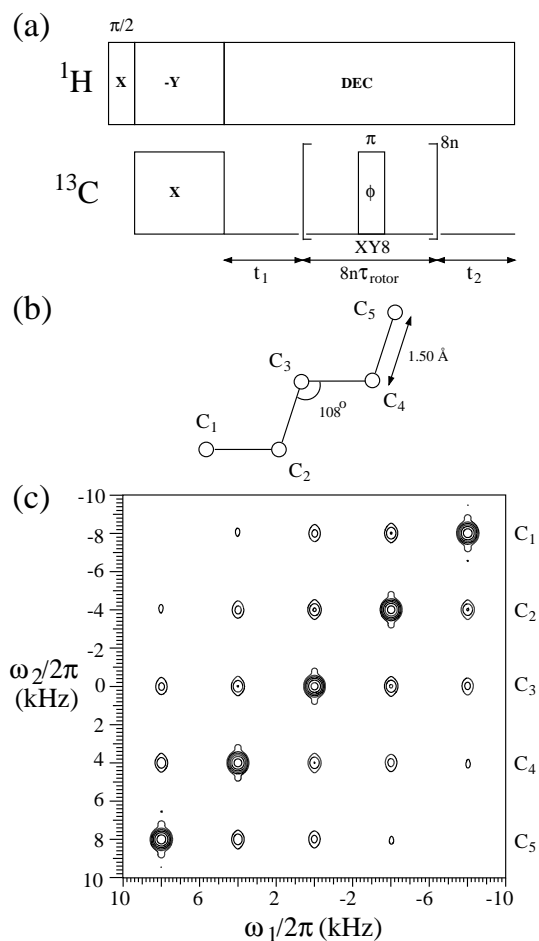 (a)
π/2
¹H
X
-Y
DEC
π
8n
¹³C
X
ϕ
XY8
t₁
8nτrotor
t₂
(b)
C₅
C₃
1.50 Å
108°
C₄
C₁
C₂
(c)
-10
-8
C₁
-6
-4
C₂
-2
ω₂/2π
0
C₃
(kHz)
2
4
C₄
6
8
C₅
10
10 6 2 -2 -6 -10
ω₁/2π (kHz)